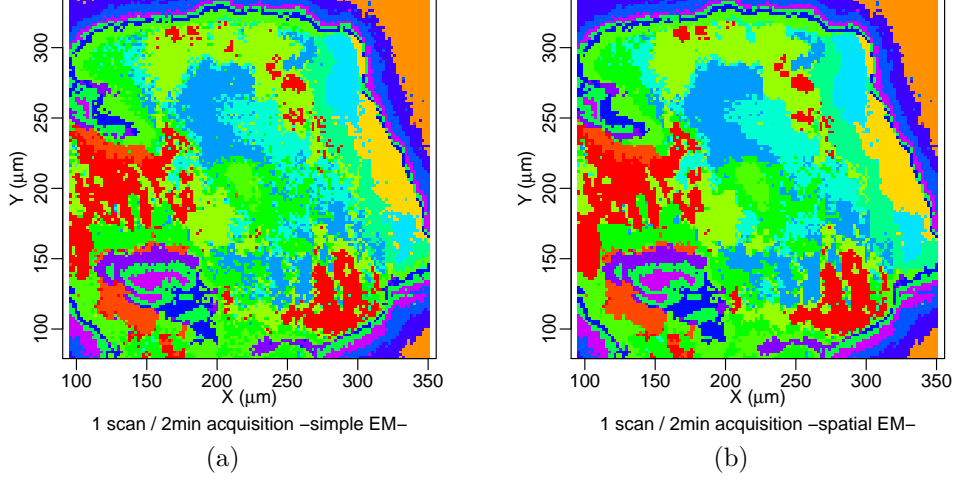 300
250
200
150
100
Y (μm)
100 150 200 250 300 350
X (μm)
1 scan / 2min acquisition −simple EM−
(a)
300
250
200
150
100
Y (μm)
100 150 200 250 300 350
X (μm)
1 scan / 2min acquisition −spatial EM−
(b)